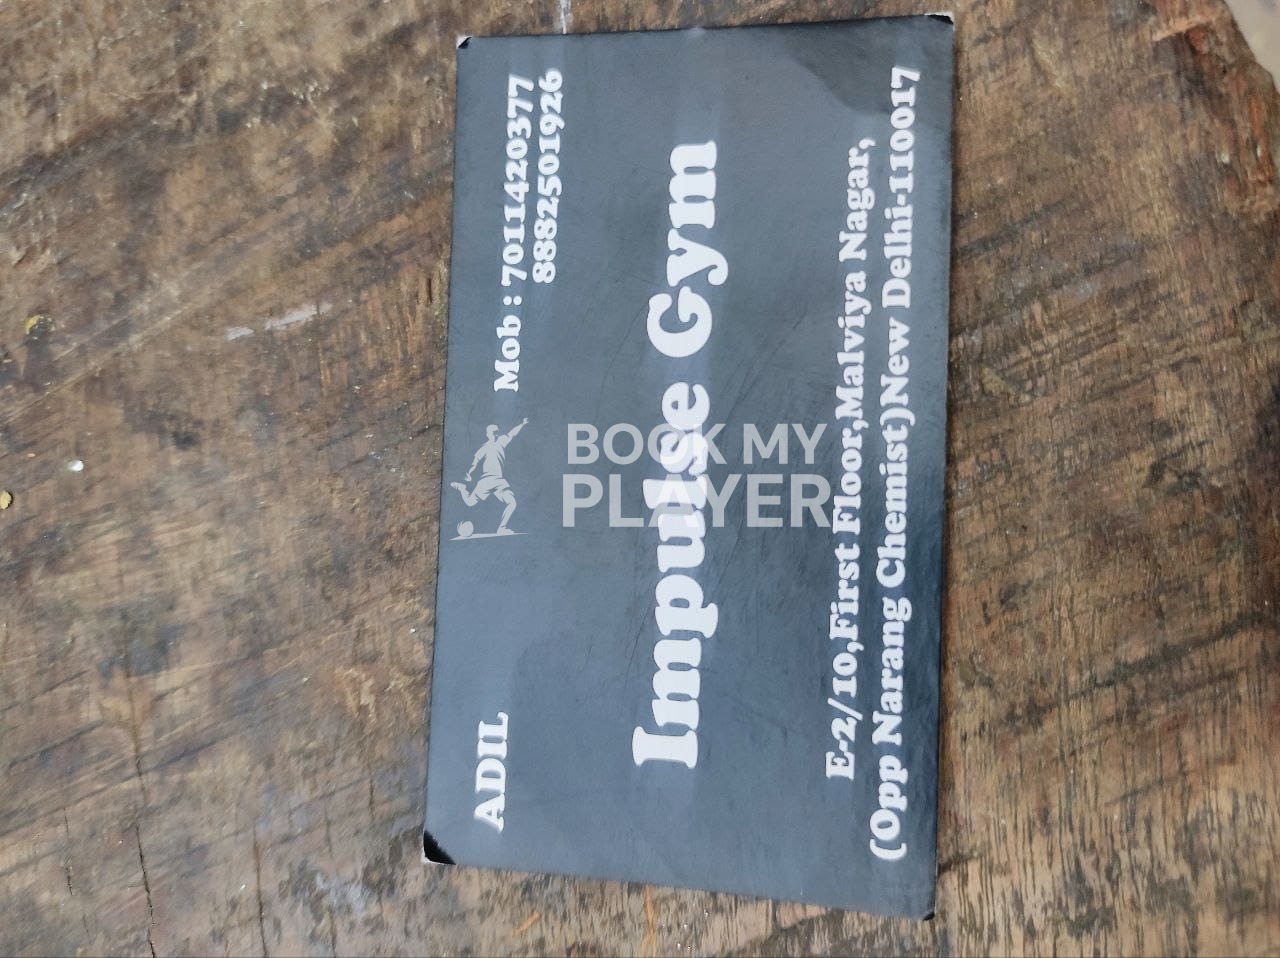 ADIL
Mob : 7011420377
8882501926
Impulse Gym
E-2/10,First Floor,Malviya Nagar,
(Opp Narang Chemist)New Delhi-110017
BOOK MY
PLAYER